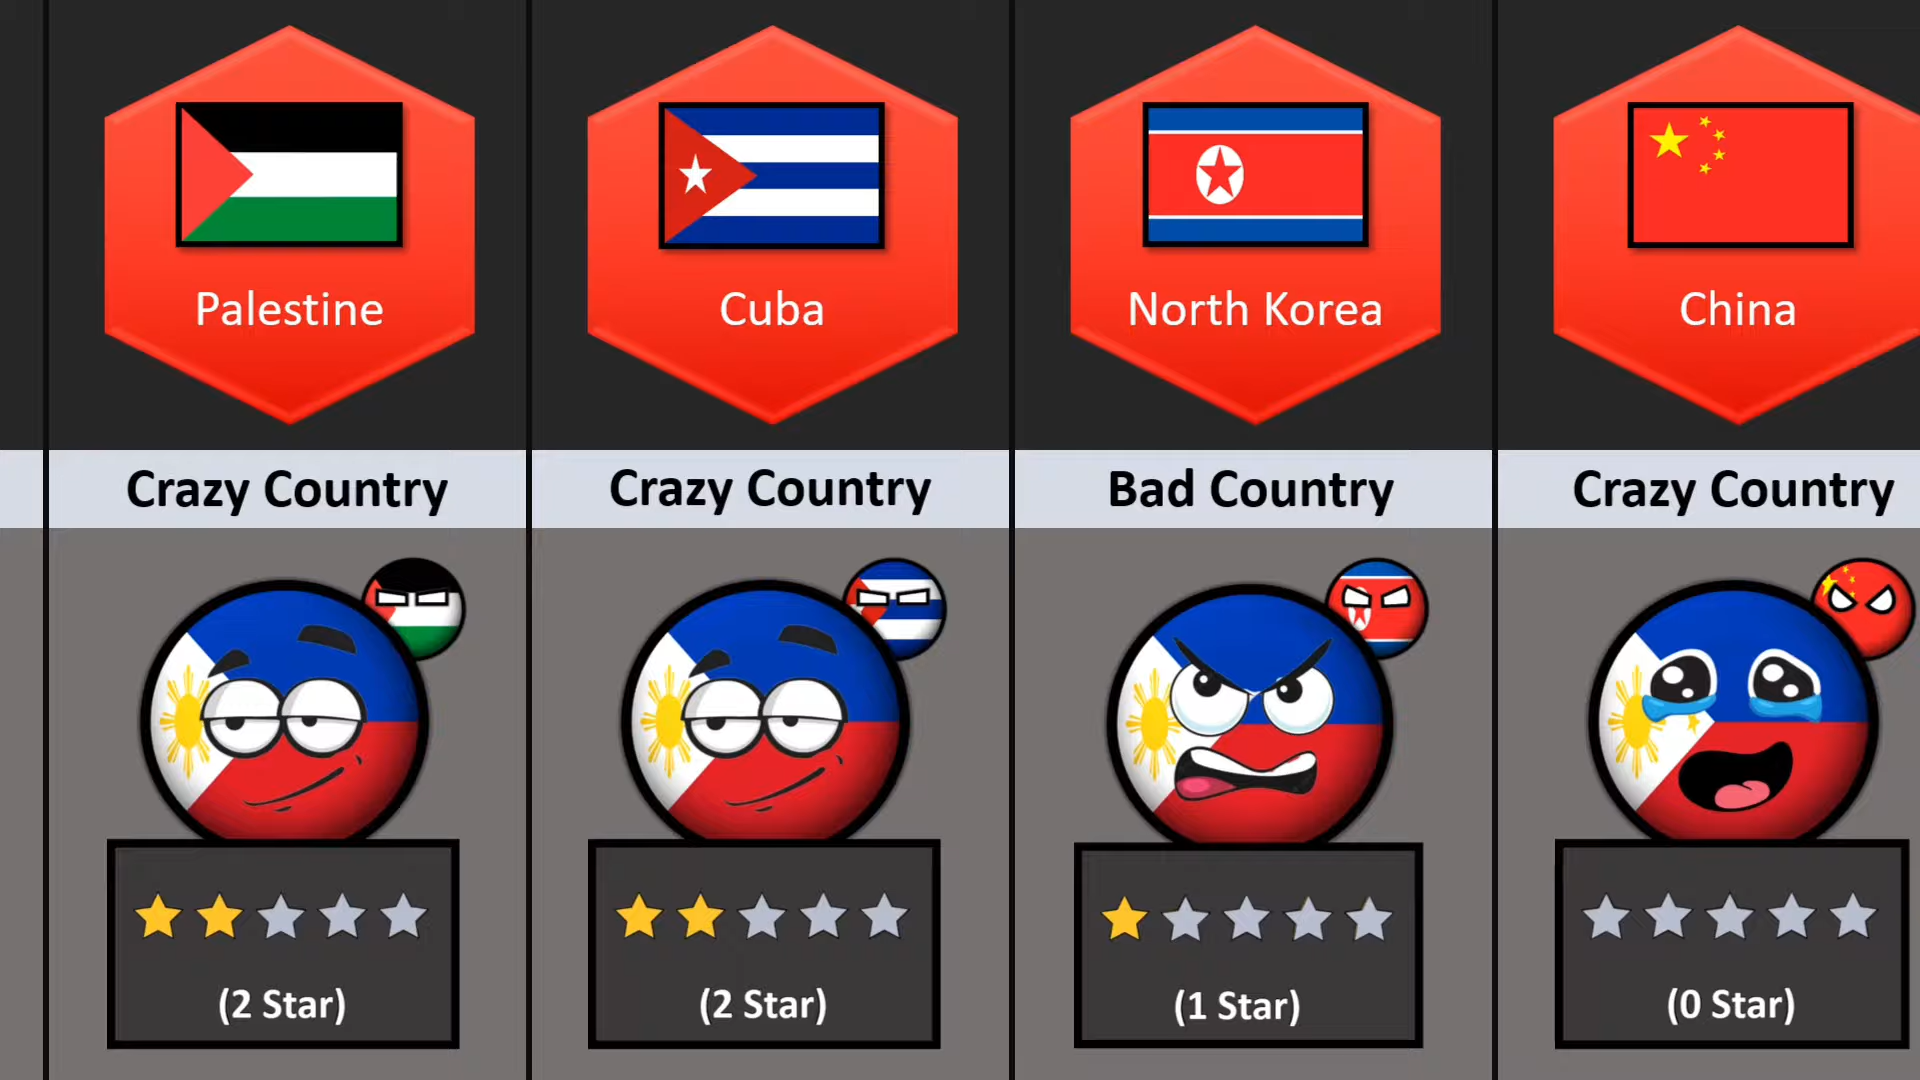 Palestine
Cuba
North Korea
China
Crazy Country
Crazy Country
Bad Country
Crazy Country
(2 Star)
(2 Star)
(1 Star)
(0 Star)